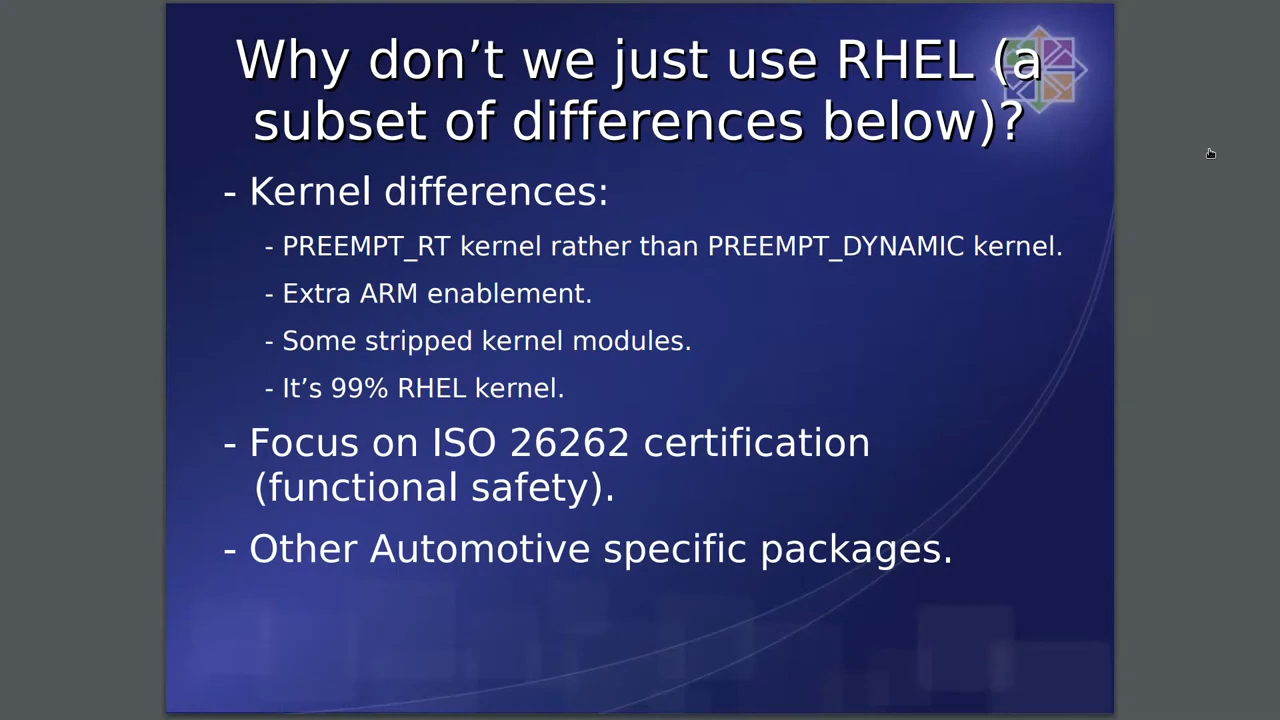 Why don’t we just use RHEL (a
subset of differences below)?
- Kernel differences:
- PREEMPT_RT kernel rather than PREEMPT_DYNAMIC kernel.
- Extra ARM enablement.
- Some stripped kernel modules.
- It’s 99% RHEL kernel.
- Focus on ISO 26262 certification
(functional safety).
- Other Automotive specific packages.